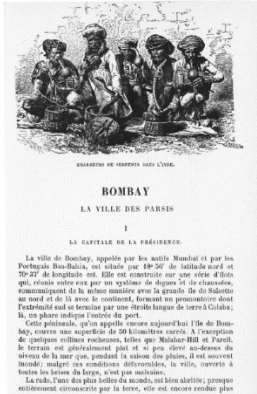 CHARMEURS DE SERPENTS DANS L'INDE.
BOMBAY
LA VILLE DES PARSIS
I
LA CAPITALE DE LA PRÉSIDENCE.
La ville de Bombay, appelée par les natifs Mumbaï et par les
Portugais Boa-Bahia, est située par 18° 56' de latitude nord et
70° 37' de longitude est. Elle est construite sur une série d'îlots
qui, réunis entre eux par un système de digues et de chaussées,
communiquent de la même manière avec la grande île de Salcette
au nord et de là avec le continent, formant un promontoire dont
l'extrémité sud se termine par une étroite langue de terre à Colaba;
là, un phare indique l'entrée du port.
Cette péninsule, qu'on appelle encore aujourd'hui l'île de Bom-
bay, couvre une superficie de 50 kilomètres carrés. A l'exception
de quelques collines rocheuses, telles que Malabar-Hill et Parell,
le terrain est généralement plat et si peu élevé au-dessus du
niveau de la mer que, pendant la saison des pluies, il est souvent
inondé; malgré ces conditions défavorables, la ville, ouverte à
toutes les brises du large, n'est pas malsaine.
La rade, l'une des plus belles du monde, est bien abritée; presque
entièrement circonscrite par la terre, elle est encore rendue plus